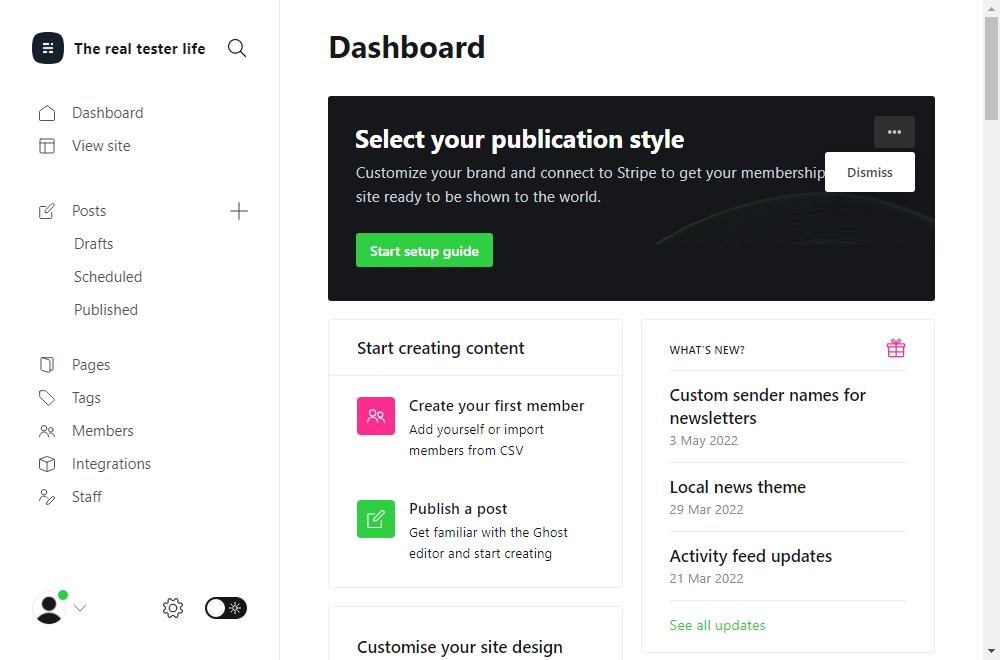 The real tester life
Dashboard
View site
Posts
Drafts
Scheduled
Published
Pages
Tags
Members
Integrations
Staff
Dashboard
Select your publication style
Customize your brand and connect to Stripe to get your membership
site ready to be shown to the world.
Dismiss
Start setup guide
Start creating content
Create your first member
Add yourself or import
members from CSV
Publish a post
Get familiar with the Ghost
editor and start creating
Customise your site design
WHAT'S NEW?
Custom sender names for
newsletters
3 May 2022
Local news theme
29 Mar 2022
Activity feed updates
21 Mar 2022
See all updates